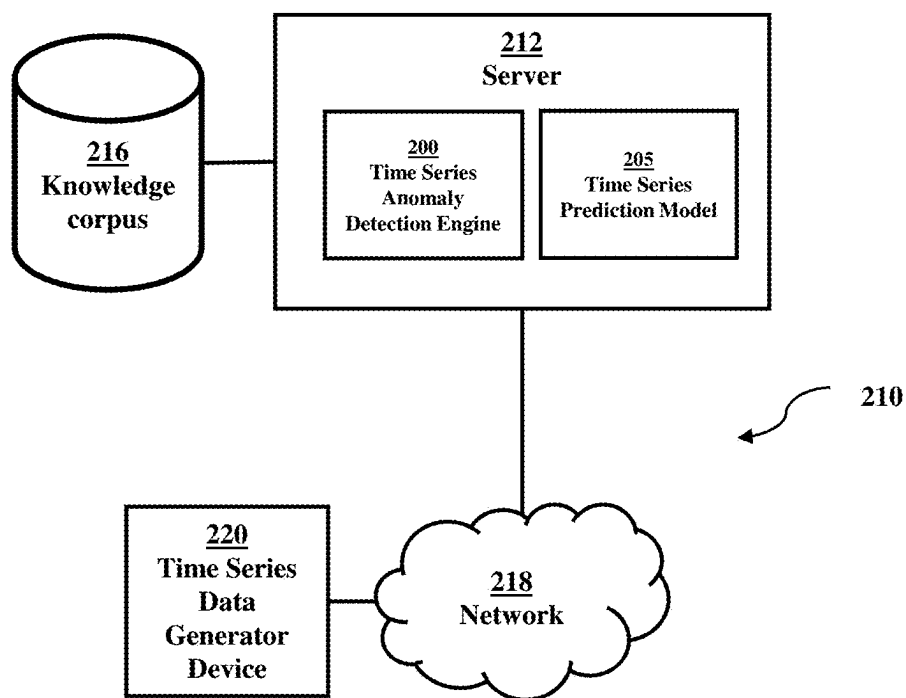 212
Server
216
Knowledge
corpus
200
Time Series
Anomaly
Detection Engine
205
Time Series
Prediction Model
210
220
Time Series
Data
Generator
Device
218
Network